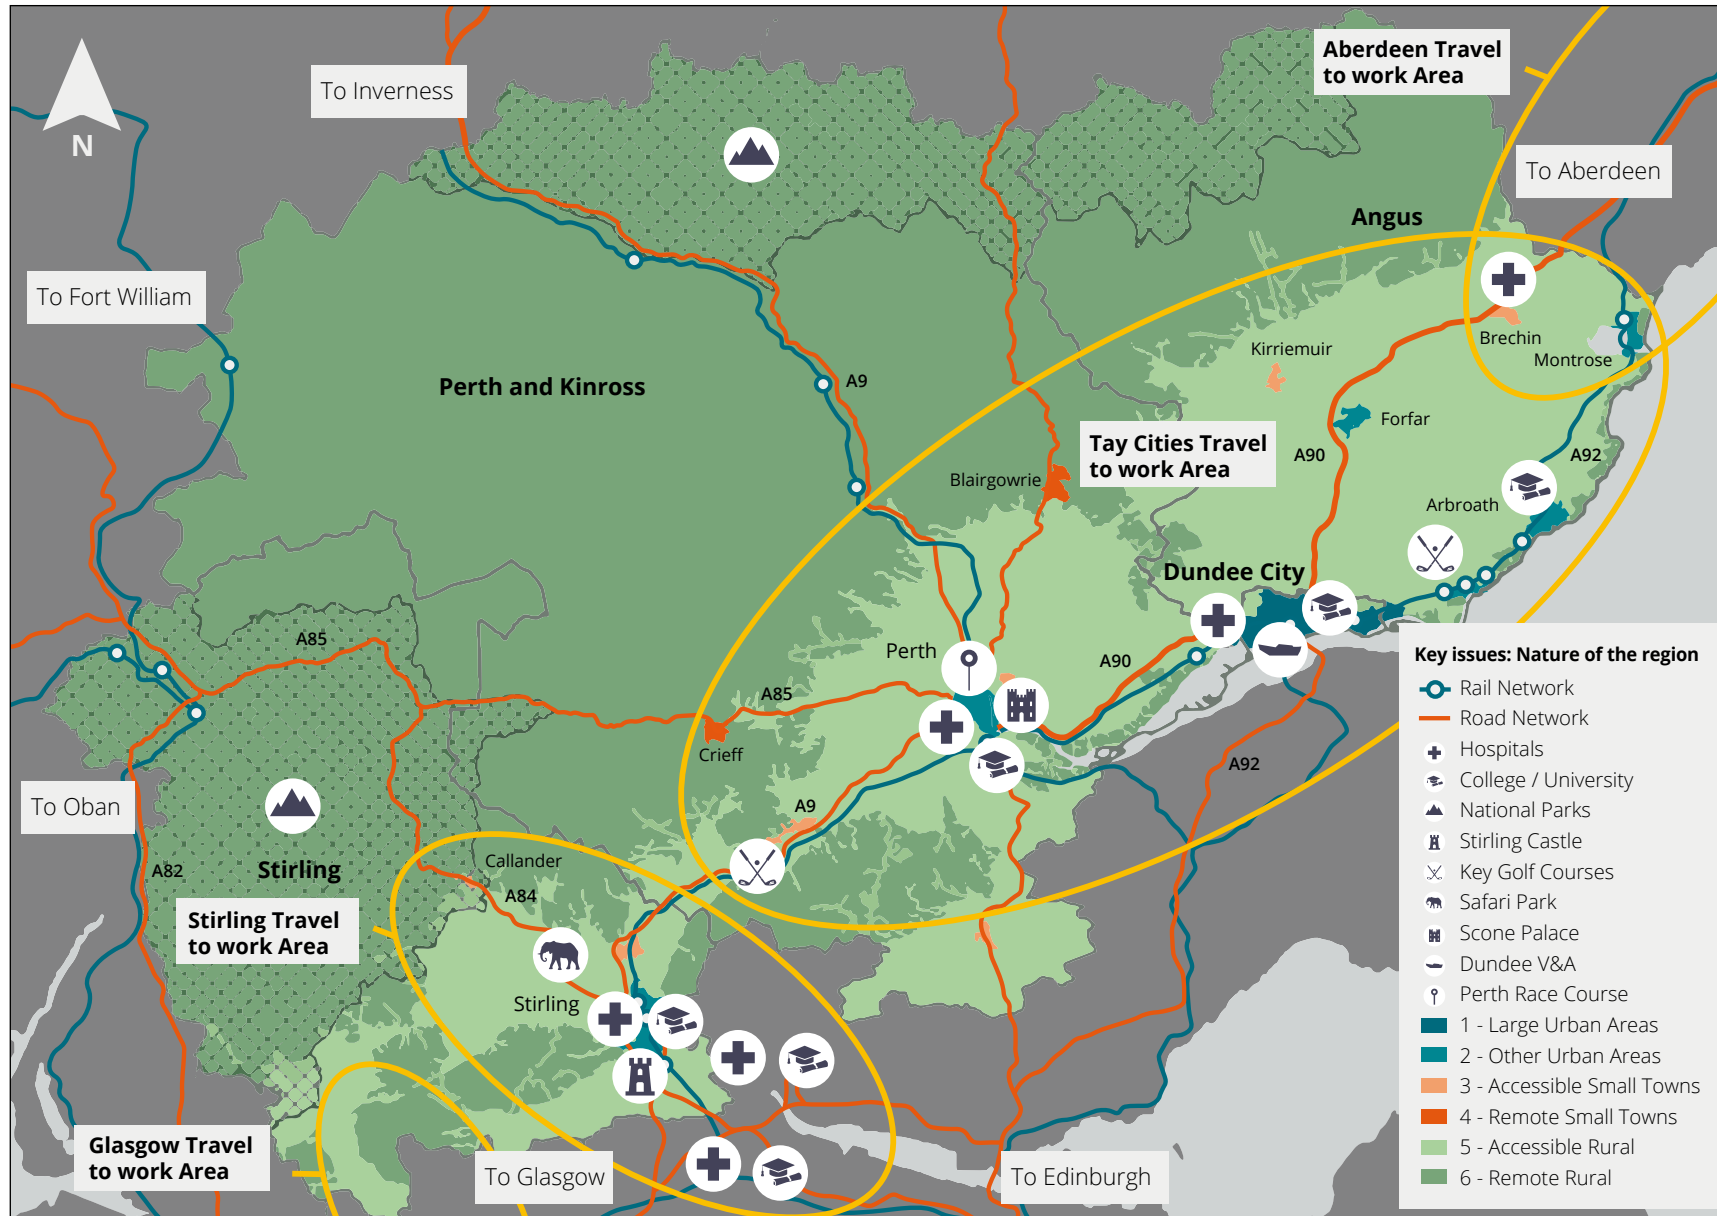 Aberdeen Travel
to work Area
To Inverness
N
To Aberdeen
Angus
To Fort William
Brechin
Kirriemuir
Montrose
Perth and Kinross
A9
Forfar
Tay Cities Travel
to work Area
A90
A92
Blairgowrie
Arbroath
Dundee City
A85
Perth
A90
A85
Crieff
A92
To Oban
A9
Callander
A82
Stirling
A84
Stirling Travel
to work Area
Stirling
Glasgow Travel
to work Area
To Glasgow
To Edinburgh
Key issues: Nature of the region
Rail Network
Road Network
Hospitals
College / University
National Parks
Stirling Castle
Key Golf Courses
Safari Park
Scone Palace
Dundee V&A
Perth Race Course
1 - Large Urban Areas
2 - Other Urban Areas
3 - Accessible Small Towns
4 - Remote Small Towns
5 - Accessible Rural
6 - Remote Rural